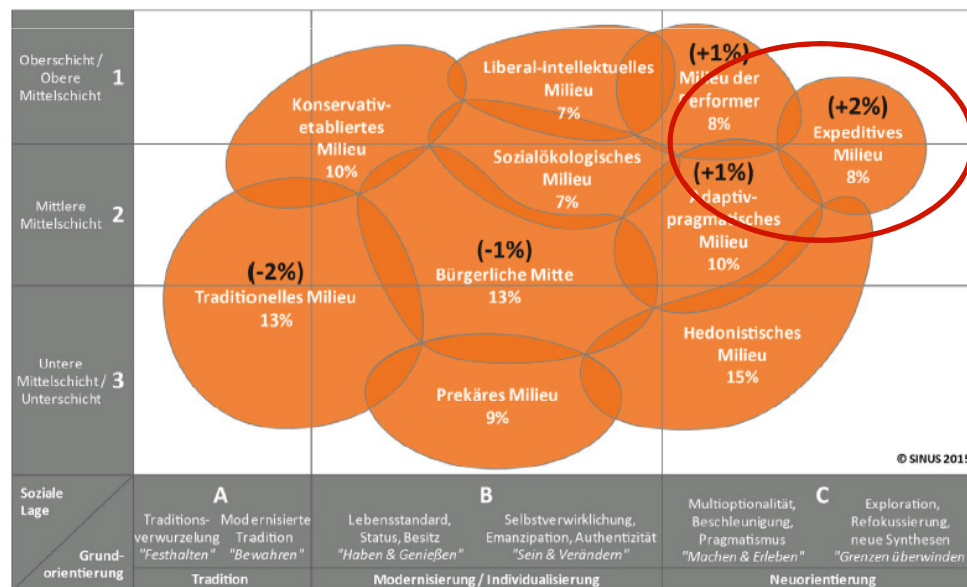 Oberschicht /
Obere
Mittelschicht
1
Mittlere
Mittelschicht
2
Untere
Mittelschicht /
Unterschicht
3
Konservativ-
etabliertes
Milieu
10%
Liberal-intellektuelles
Milieu
7%
(+1%)
Milieu der
Performer
8%
(+2%)
Expeditives
Milieu
8%
Sozialökologisches
Milieu
7%
(+1%)
Adaptiv-
pragmatisches
Milieu
10%
(-2%)
Traditionelles Milieu
13%
(-1%)
Bürgerliche Mitte
13%
Hedonistisches
Milieu
15%
Prekäres Milieu
9%
© SINUS 2015
Soziale
Lage
Grund-
orientierung
A
Traditions-
verwurzelung
"Festhalten"
Modernisierte
Tradition
"Bewahren"
Tradition
B
Lebensstandard,
Status, Besitz
"Haben & Genießen"
Selbstverwirklichung,
Emanzipation, Authentizität
"Sein & Verändern"
Modernisierung / Individualisierung
C
Multioptionalität,
Beschleunigung,
Pragmatismus
"Machen & Erleben"
Exploration,
Refokussierung,
neue Synthesen
"Grenzen überwinden
Neuorientierung